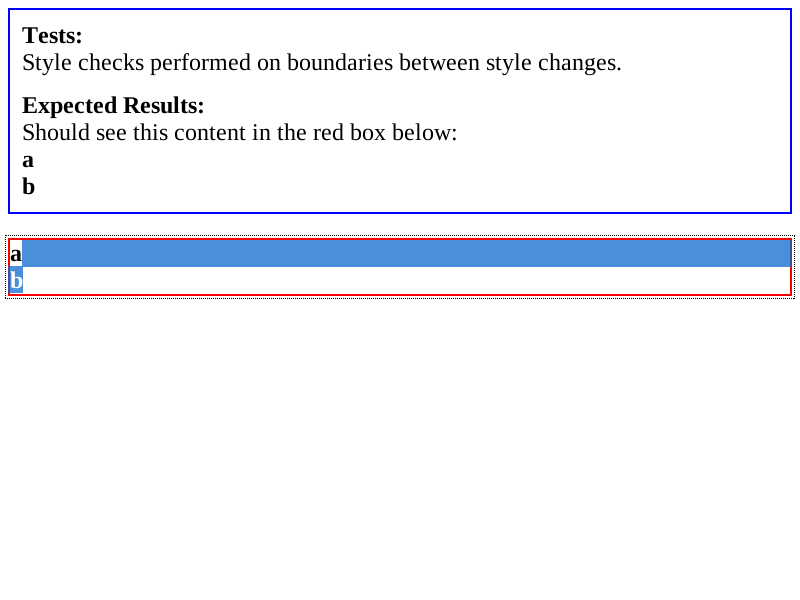 Tests:
Style checks performed on boundaries between style changes.
Expected Results:
Should see this content in the red box below:
a
b
a
b